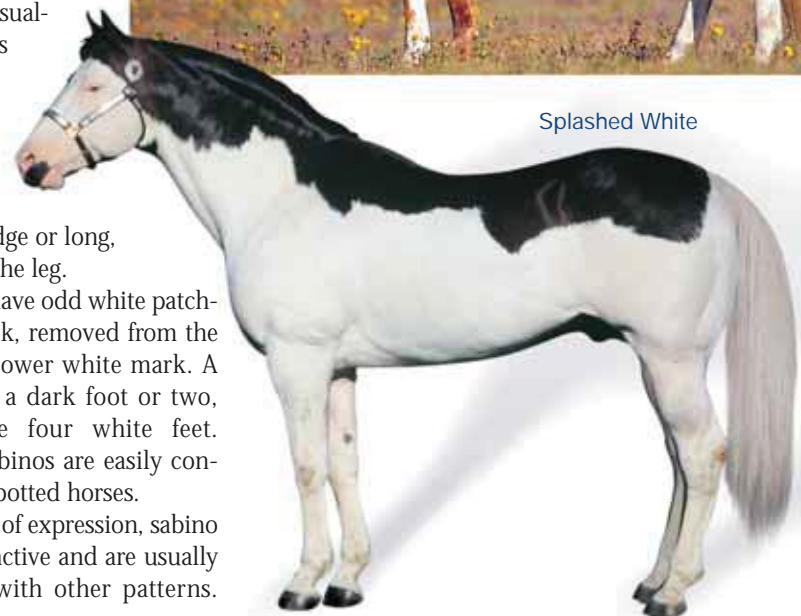 sual-
s
Splashed White
dge or long,
he leg.
ave odd white patch-
k, removed from the
ower white mark. A
a dark foot or two,
e four white feet.
binos are easily con-
potted horses.
of expression, sabino
active and are usually
with other patterns.